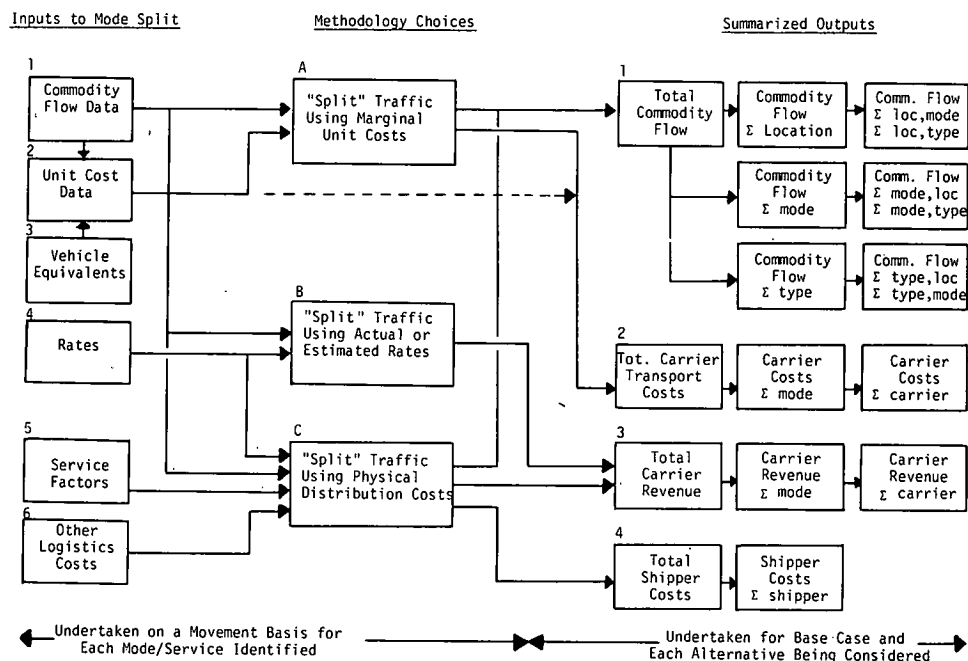 Inputs to Mode Split
Methodology Choices
Summarized Outputs
1
Commodity
Flow Data
2
Unit Cost
Data
3
Vehicle
Equivalents
4
Rates
5
Service
Factors
6
Other
Logistics
Costs
A
"Split" Traffic
Using Marginal
Unit Costs
B
"Split" Traffic
Using Actual or
Estimated Rates
C
"Split" Traffic
Using Physical
Distribution Costs
1
Total
Commodity
Flow
Commodity
Flow
Σ Location
Comm. Flow
Σ loc,mode
Σ loc,type
Commodity
Flow
Σ mode
Comm. Flow
Σ mode,loc
Σ mode,type
Commodity
Flow
Σ type
Comm. Flow
Σ type,loc
Σ type,mode
2
Tot. Carrier
Transport
Costs
Carrier
Costs
Σ mode
Carrier
Costs
Σ carrier
3
Total
Carrier
Revenue
Carrier
Revenue
Σ mode
Carrier
Revenue
Σ carrier
4
Total
Shipper
Costs
Shipper
Costs
Σ shipper
Undertaken on a Movement Basis for
Each Mode/Service Identified
Undertaken for Base Case and
Each Alternative Being Considered